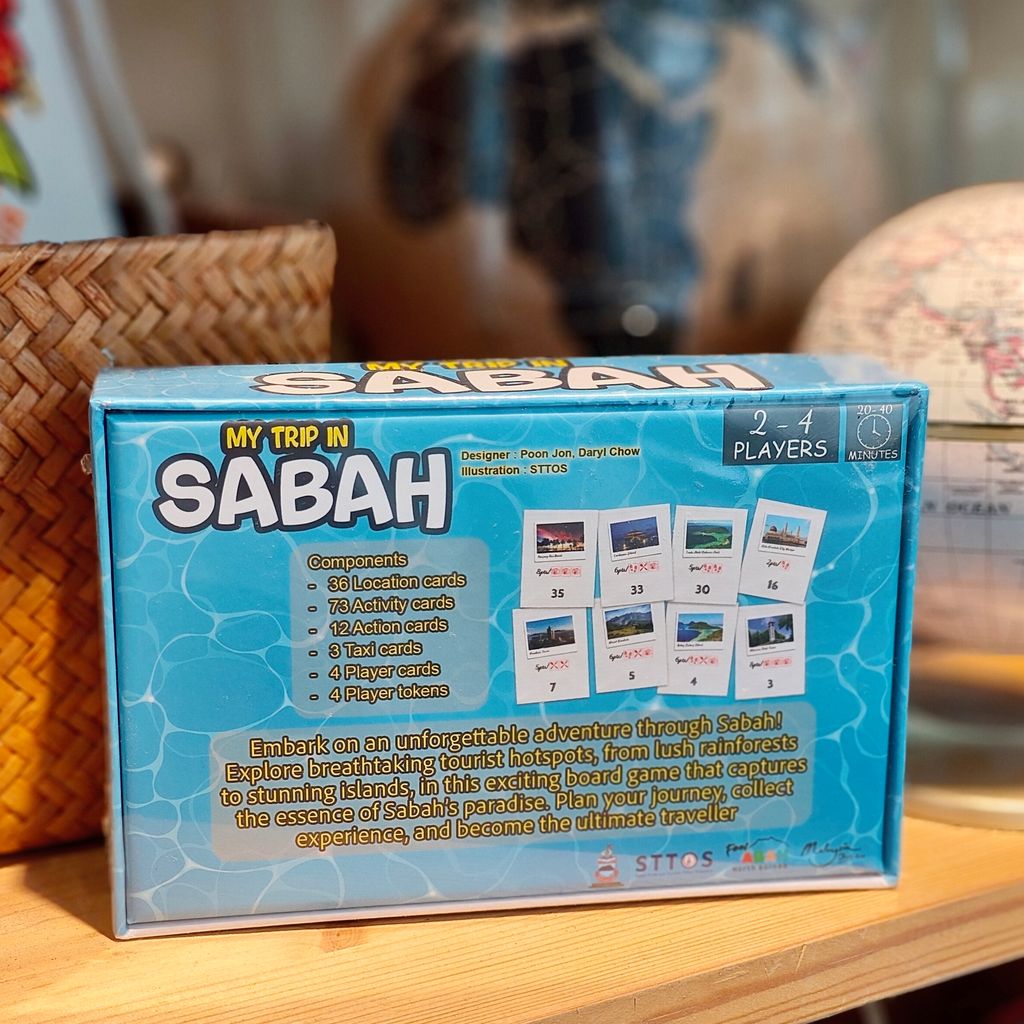 MY TRIP IN
SABAH
MY TRIP IN
SABAH
Designer : Poon Jon, Daryl Chow
Illustration : STTOS
2 - 4
PLAYERS
20-40
MINUTES
Components
- 36 Location cards
- 73 Activity cards
- 12 Action cards
- 3 Taxi cards
- 4 Player cards
- 4 Player tokens
35
33
30
16
7
5
4
3
Embark on an unforgettable adventure through Sabah!
Explore breathtaking tourist hotspots, from lush rainforests
to stunning islands, in this exciting board game that captures
the essence of Sabah's paradise. Plan your journey, collect
experience, and become the ultimate traveller
STTOS
north borneo
Malaysia
OCEAN